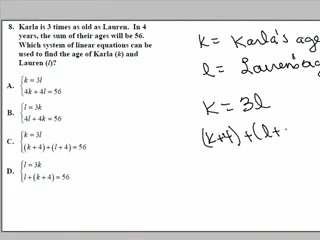 8. Karla is 3 times as old as Lauren. In 4
years, the sum of their ages will be 56.
Which system of linear equations can be
used to find the age of Karla (k) and
Lauren (l)?
A. { k = 3l
4k + 4l = 56
B. { l = 3k
4l + 4k = 56
C. { k = 3l
(k + 4) + (l + 4) = 56
D. { l = 3k
l + (k + 4) = 56
k = Karla's age
l = Lauren's ag
k = 3l
(k+4) + (l +